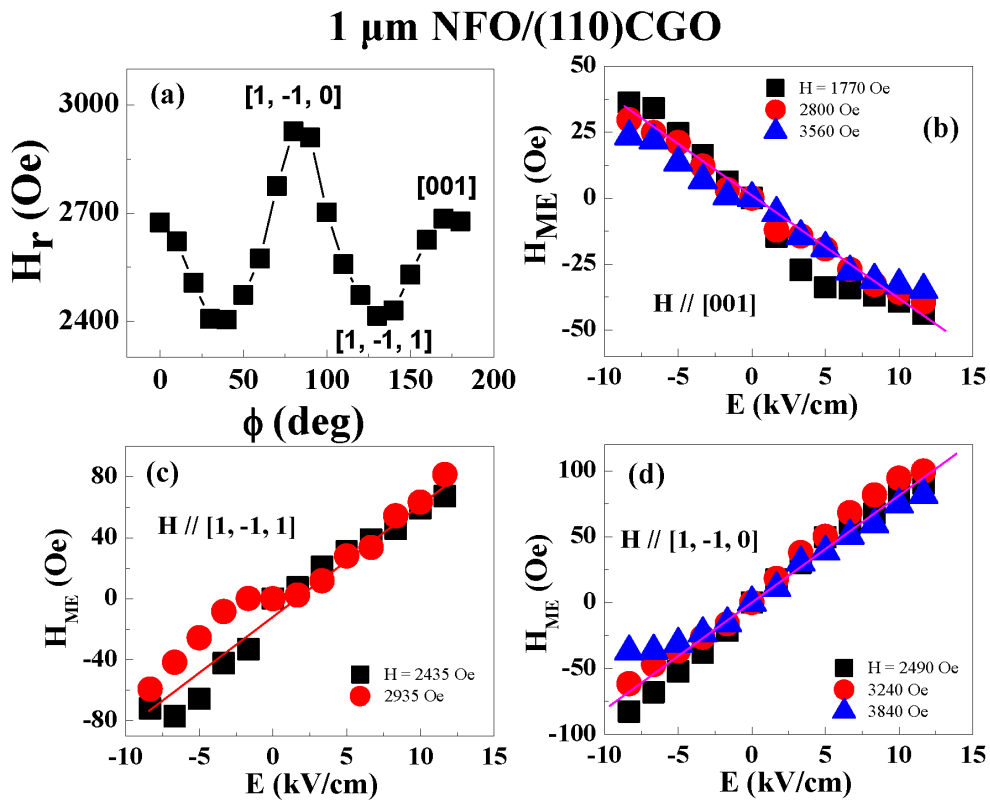 1 μm NFO/(110)CGO
(a)
[1, -1, 0]
[001]
[1, -1, 1]
3000
2700
2400
H_r (Oe)
0 50 100 150 200
ϕ (deg)
50
25
0
-25
-50
H_ME (Oe)
H = 1770 Oe
2800 Oe
3560 Oe
(b)
H // [001]
-10 -5 0 5 10 15
E (kV/cm)
80
40
0
-40
-80
H_ME (Oe)
(c)
H // [1, -1, 1]
H = 2435 Oe
2935 Oe
-10 -5 0 5 10 15
E (kV/cm)
100
50
0
-50
-100
H_ME (Oe)
(d)
H // [1, -1, 0]
H = 2490 Oe
3240 Oe
3840 Oe
-10 -5 0 5 10 15
E (kV/cm)